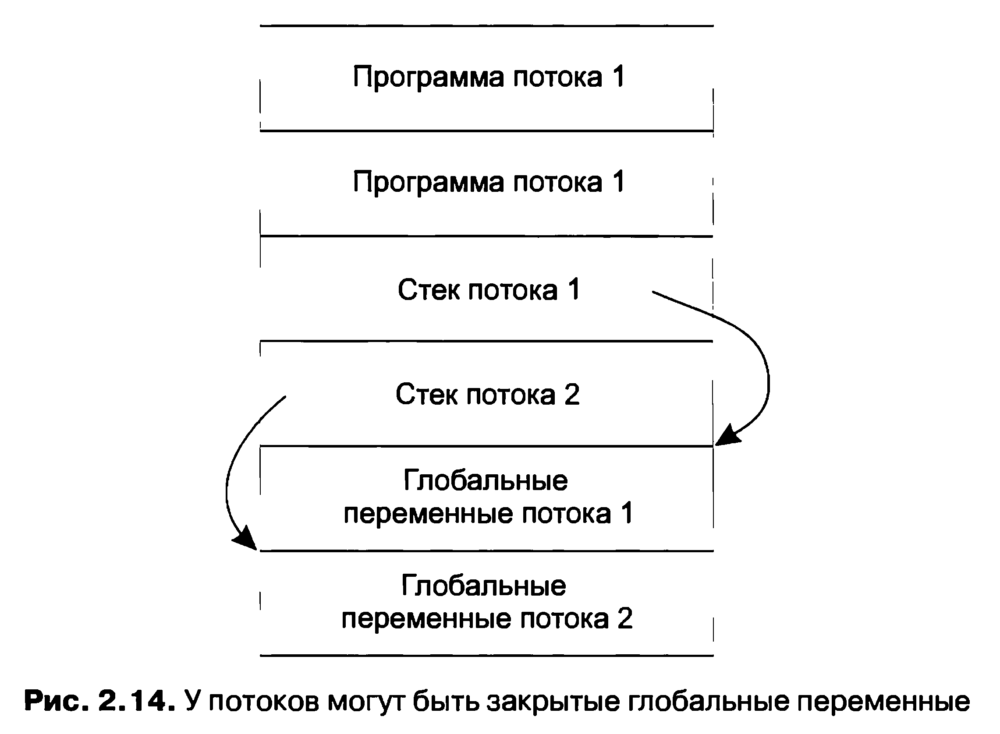 Программа потока 1
Программа потока 1
Стек потока 1
Стек потока 2
Глобальные
переменные потока 1
Глобальные
переменные потока 2
Рис. 2.14. У потоков могут быть закрытые глобальные переменные